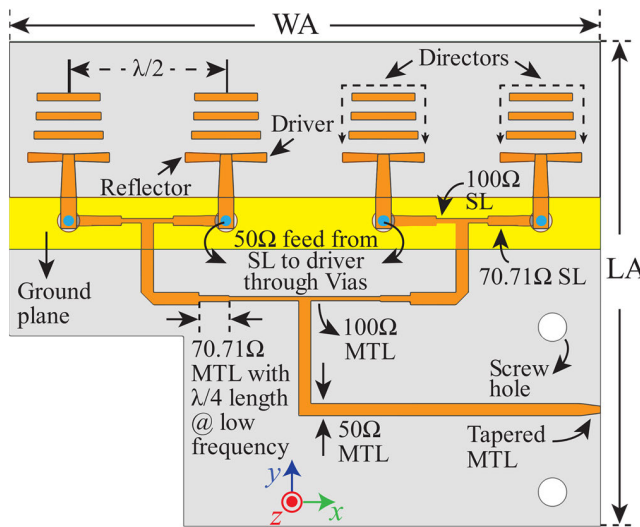 WA
λ/2
Directors
Driver
Reflector
100Ω
SL
50Ω feed from
SL to driver
through Vias
70.71Ω SL
LA
Ground
plane
70.71Ω
MTL with
λ/4 length
@ low
frequency
100Ω
MTL
Screw
hole
50Ω
MTL
Tapered
MTL
y
z
x